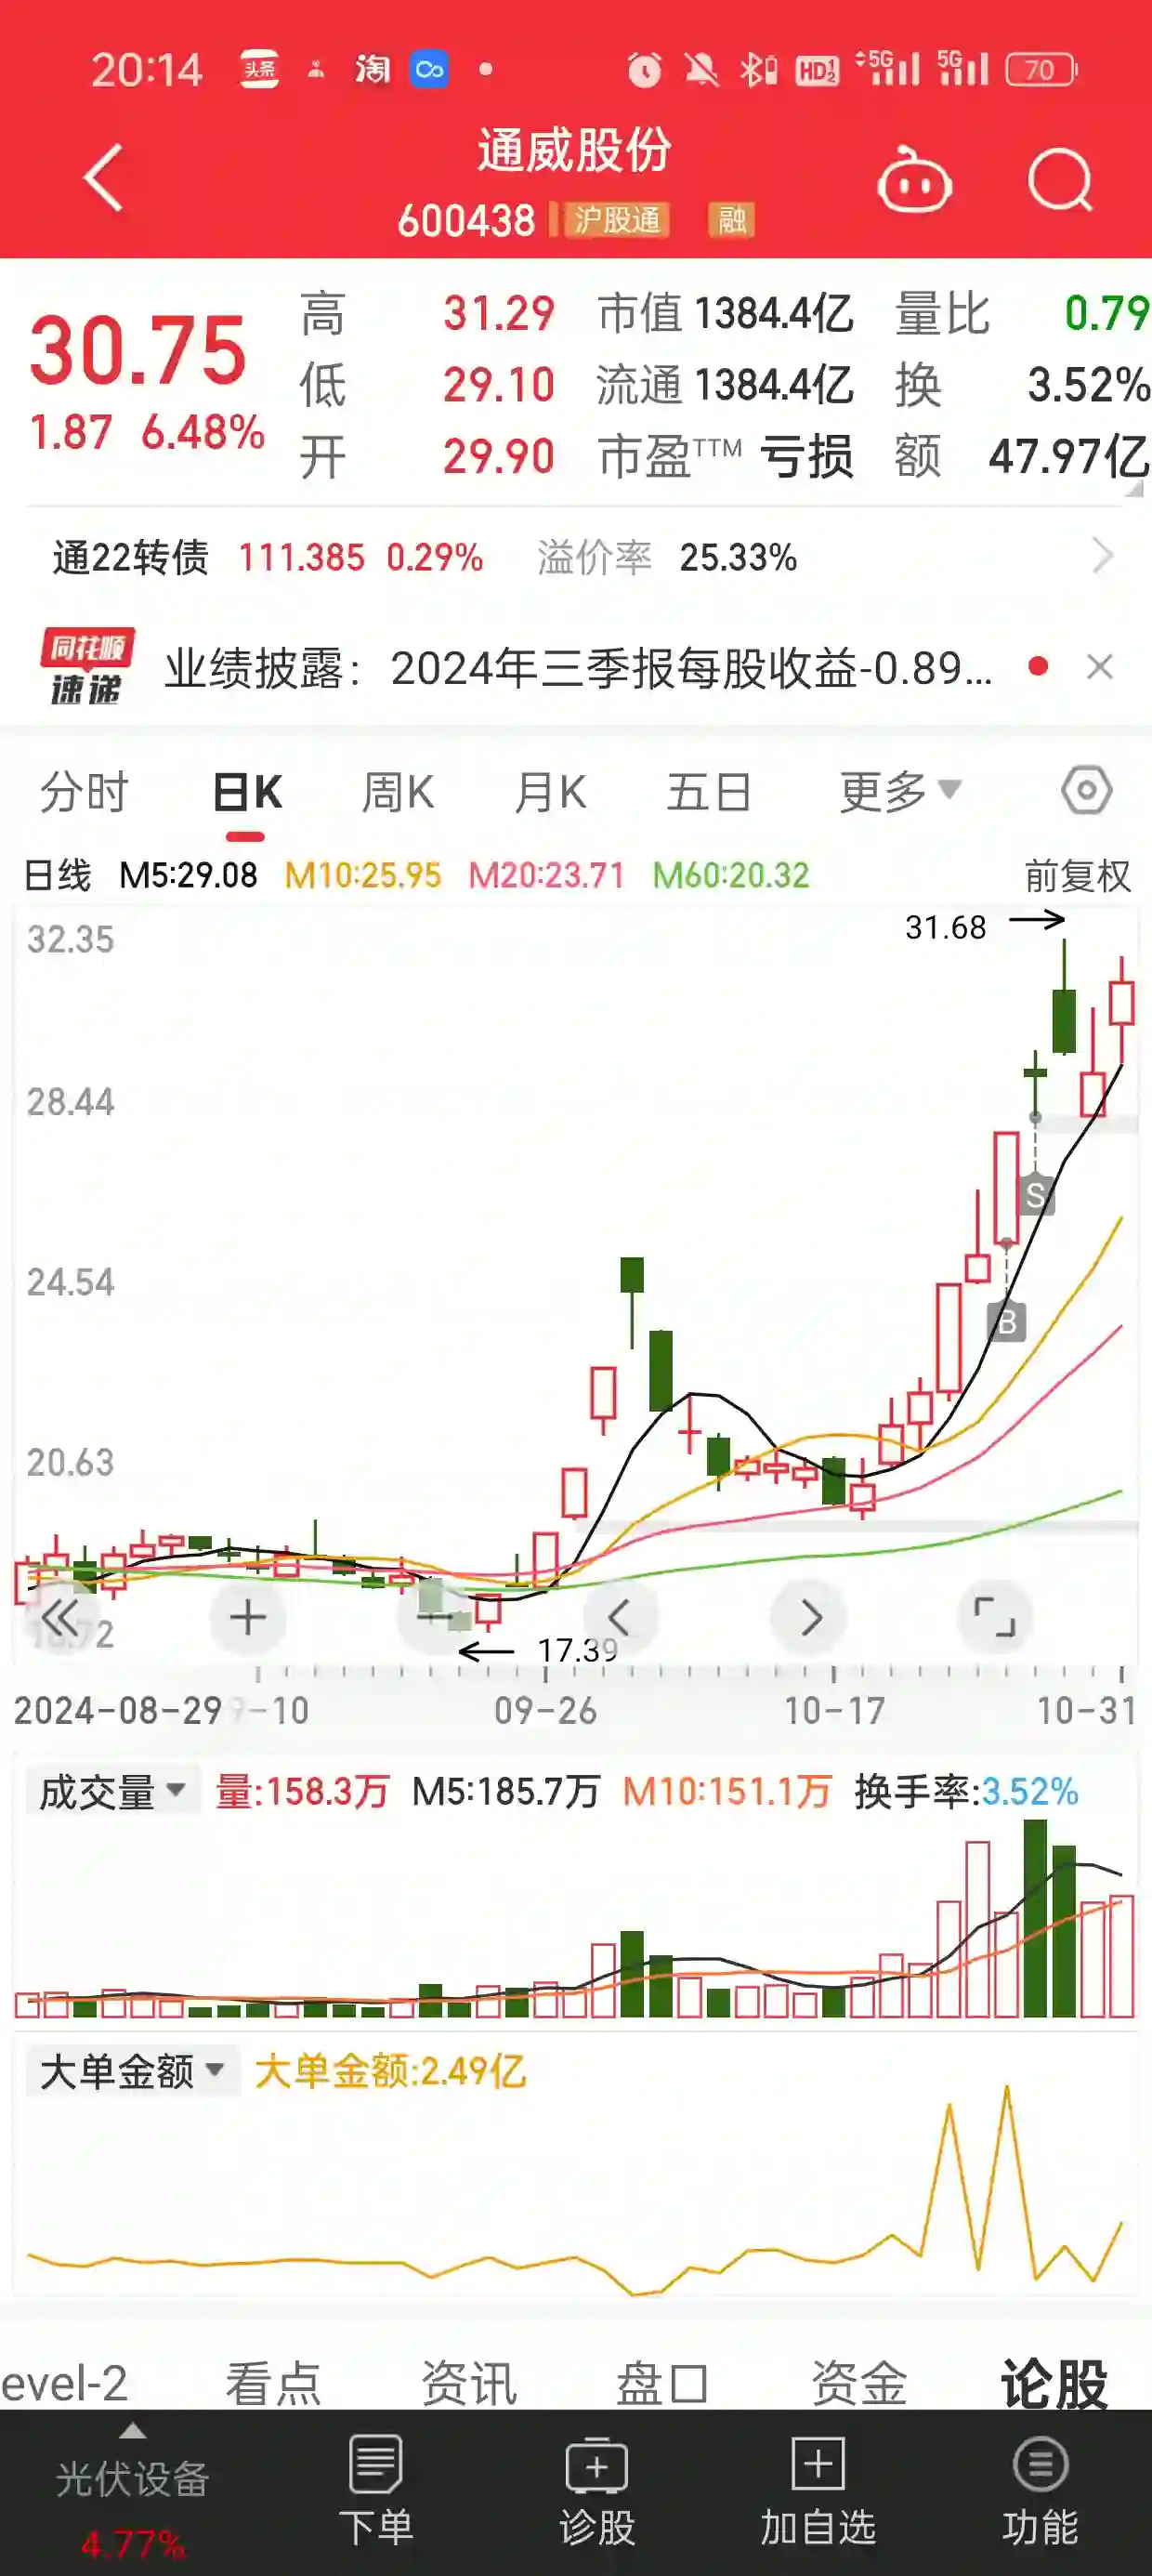 20:14 头条 淘 HD 1 2 5G 5G 70
通威股份
600438 沪股通 融
30.75
1.87 6.48%
高 31.29 市值 1384.4亿 量比 0.79
低 29.10 流通 1384.4亿 换 3.52%
开 29.90 市盈TTM 亏损 额 47.97亿
通22转债 111.385 0.29% 溢价率 25.33%
同花顺
速递
业绩披露：2024年三季报每股收益-0.89...
分时 日K 周K 月K 五日 更多
日线 M5:29.08 M10:25.95 M20:23.71 M60:20.32 前复权
31.68
32.35
28.44
S
24.54
B
20.63
17.39
2024-08-29 9-10 09-26 10-17 10-31
成交量 量:158.3万 M5:185.7万 M10:151.1万 换手率:3.52%
大单金额 大单金额:2.49亿
evel-2 看点 资讯 盘口 资金 论股
光伏设备
4.77%
下单 诊股 加自选 功能